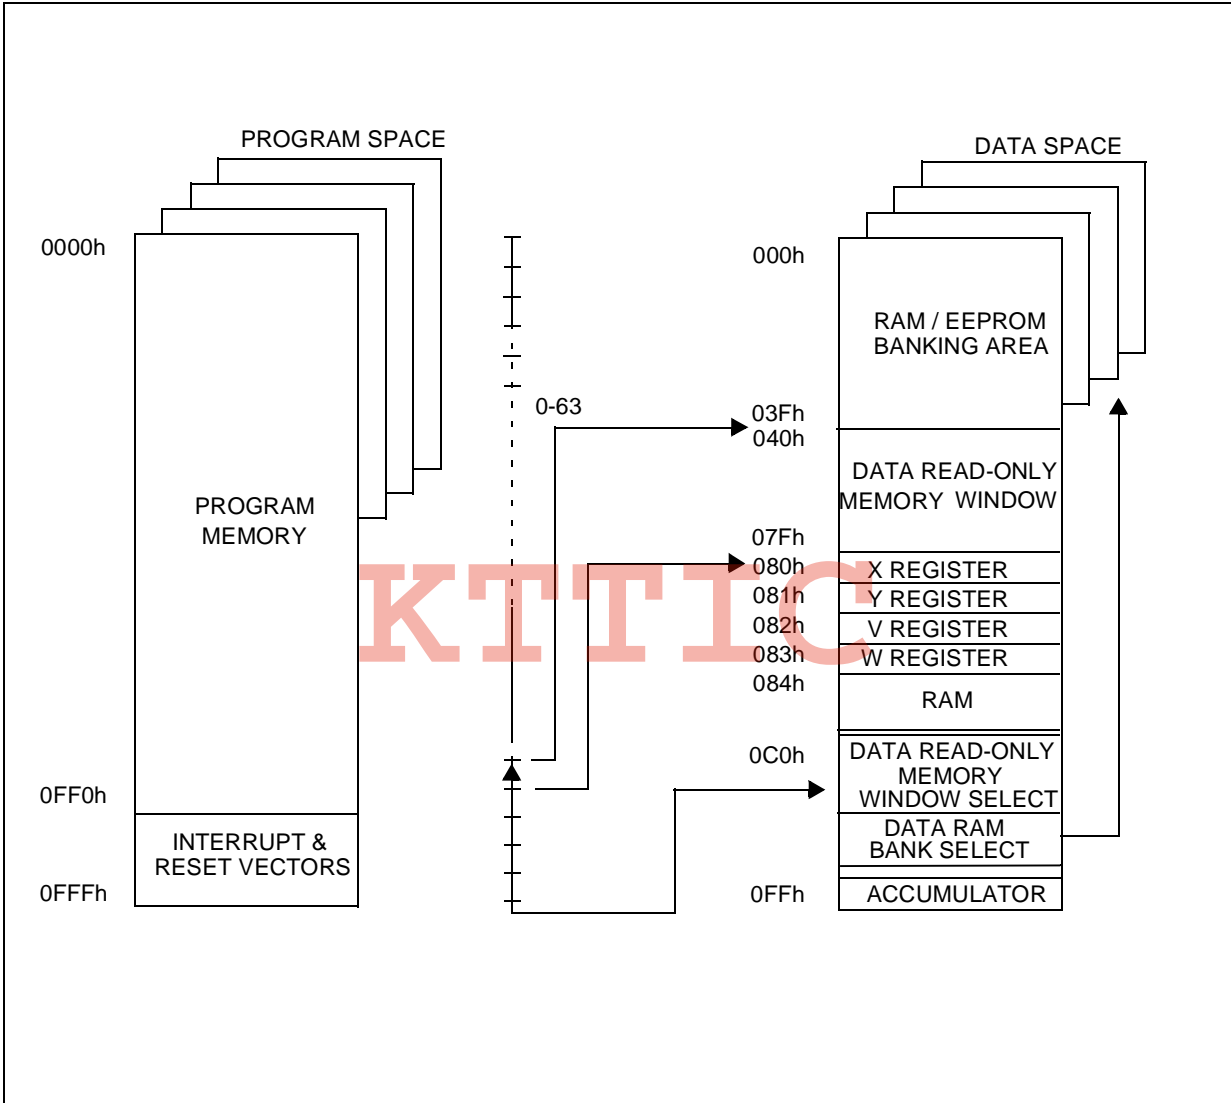 PROGRAM SPACE
0000h
PROGRAM
MEMORY
0FF0h
INTERRUPT &
RESET VECTORS
0FFFh
0-63
DATA SPACE
000h
RAM / EEPROM
BANKING AREA
03Fh
040h
DATA READ-ONLY
MEMORY WINDOW
07Fh
080h
X REGISTER
081h
Y REGISTER
082h
V REGISTER
083h
W REGISTER
084h
RAM
0C0h
DATA READ-ONLY
MEMORY
WINDOW SELECT
DATA RAM
BANK SELECT
0FFh
ACCUMULATOR
KTTIC